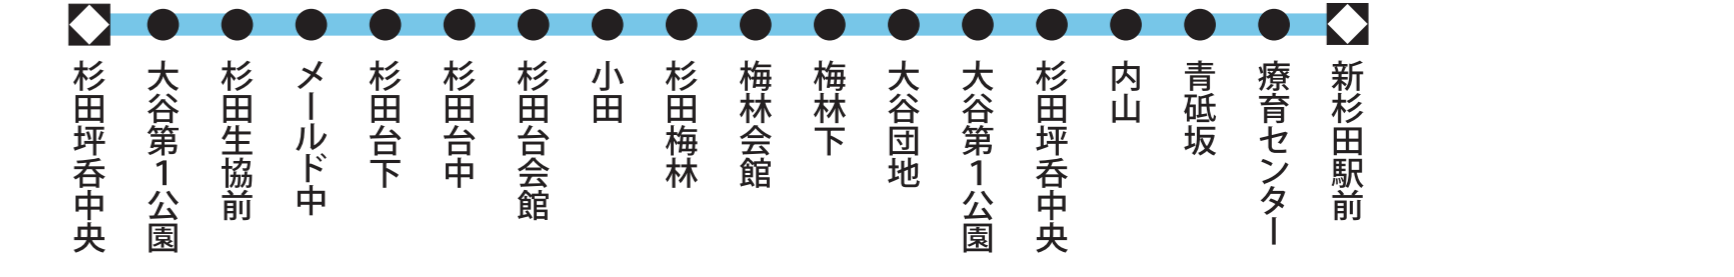 杉田坪呑中央
大谷第1公園
杉田生協前
メールド中
杉田台下
杉田台中
杉田台会館
小田
杉田梅林
梅林会館
梅林下
大谷団地
大谷第1公園
杉田坪呑中央
内山
青砥坂
療育センター
新杉田駅前